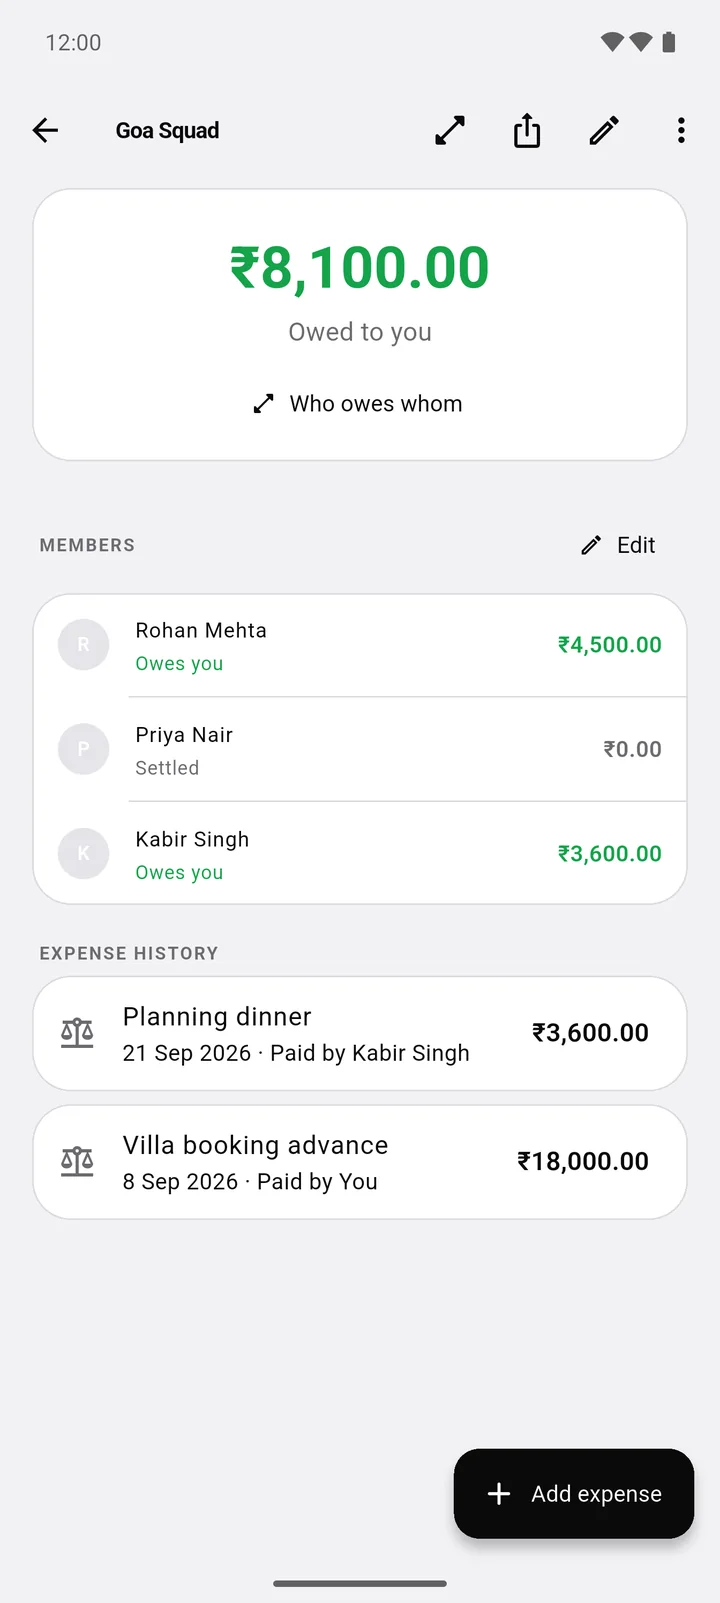 12:00
Goa Squad
₹8,100.00
Owed to you
Who owes whom
MEMBERS
Edit
R
Rohan Mehta
Owes you
₹4,500.00
P
Priya Nair
Settled
₹0.00
K
Kabir Singh
Owes you
₹3,600.00
EXPENSE HISTORY
Planning dinner
21 Sep 2026 · Paid by Kabir Singh
₹3,600.00
Villa booking advance
8 Sep 2026 · Paid by You
₹18,000.00
Add expense